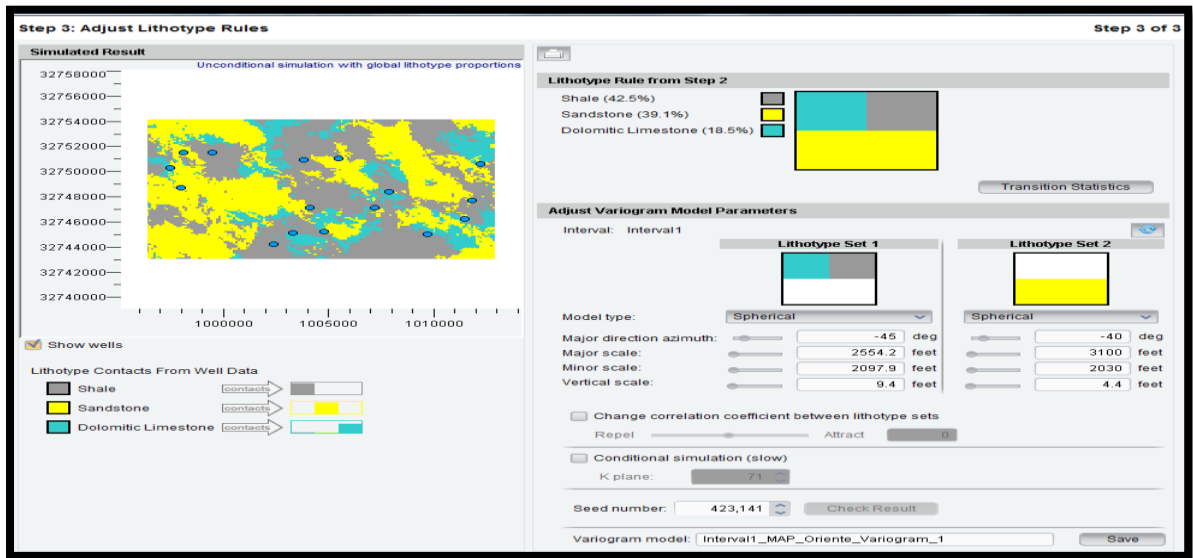 Step 3: Adjust Lithotype Rules
Step 3 of 3
Simulated Result
Unconditional simulation with global lithotype proportions
32758000
32756000
32754000
32752000
32750000
32748000
32746000
32744000
32742000
32740000
1000000 1005000 1010000
Show wells
Lithotype Contacts From Well Data
Shale contacts
Sandstone contacts
Dolomitic Limestone contacts
Lithotype Rule from Step 2
Shale (42.5%)
Sandstone (39.1%)
Dolomitic Limestone (18.5%)
Transition Statistics
Adjust Variogram Model Parameters
Interval: Interval1
Lithotype Set 1 Lithotype Set 2
Model type: Spherical Spherical
Major direction azimuth: -45 deg -40 deg
Major scale: 2554.2 feet 3100 feet
Minor scale: 2097.9 feet 2030 feet
Vertical scale: 9.4 feet 4.4 feet
Change correlation coefficient between lithotype sets
Repel Attract 0
Conditional simulation (slow)
K plane: 71
Seed number: 423,141 Check Result
Variogram model: Interval1_MAP_Oriente_Variogram_1 Save